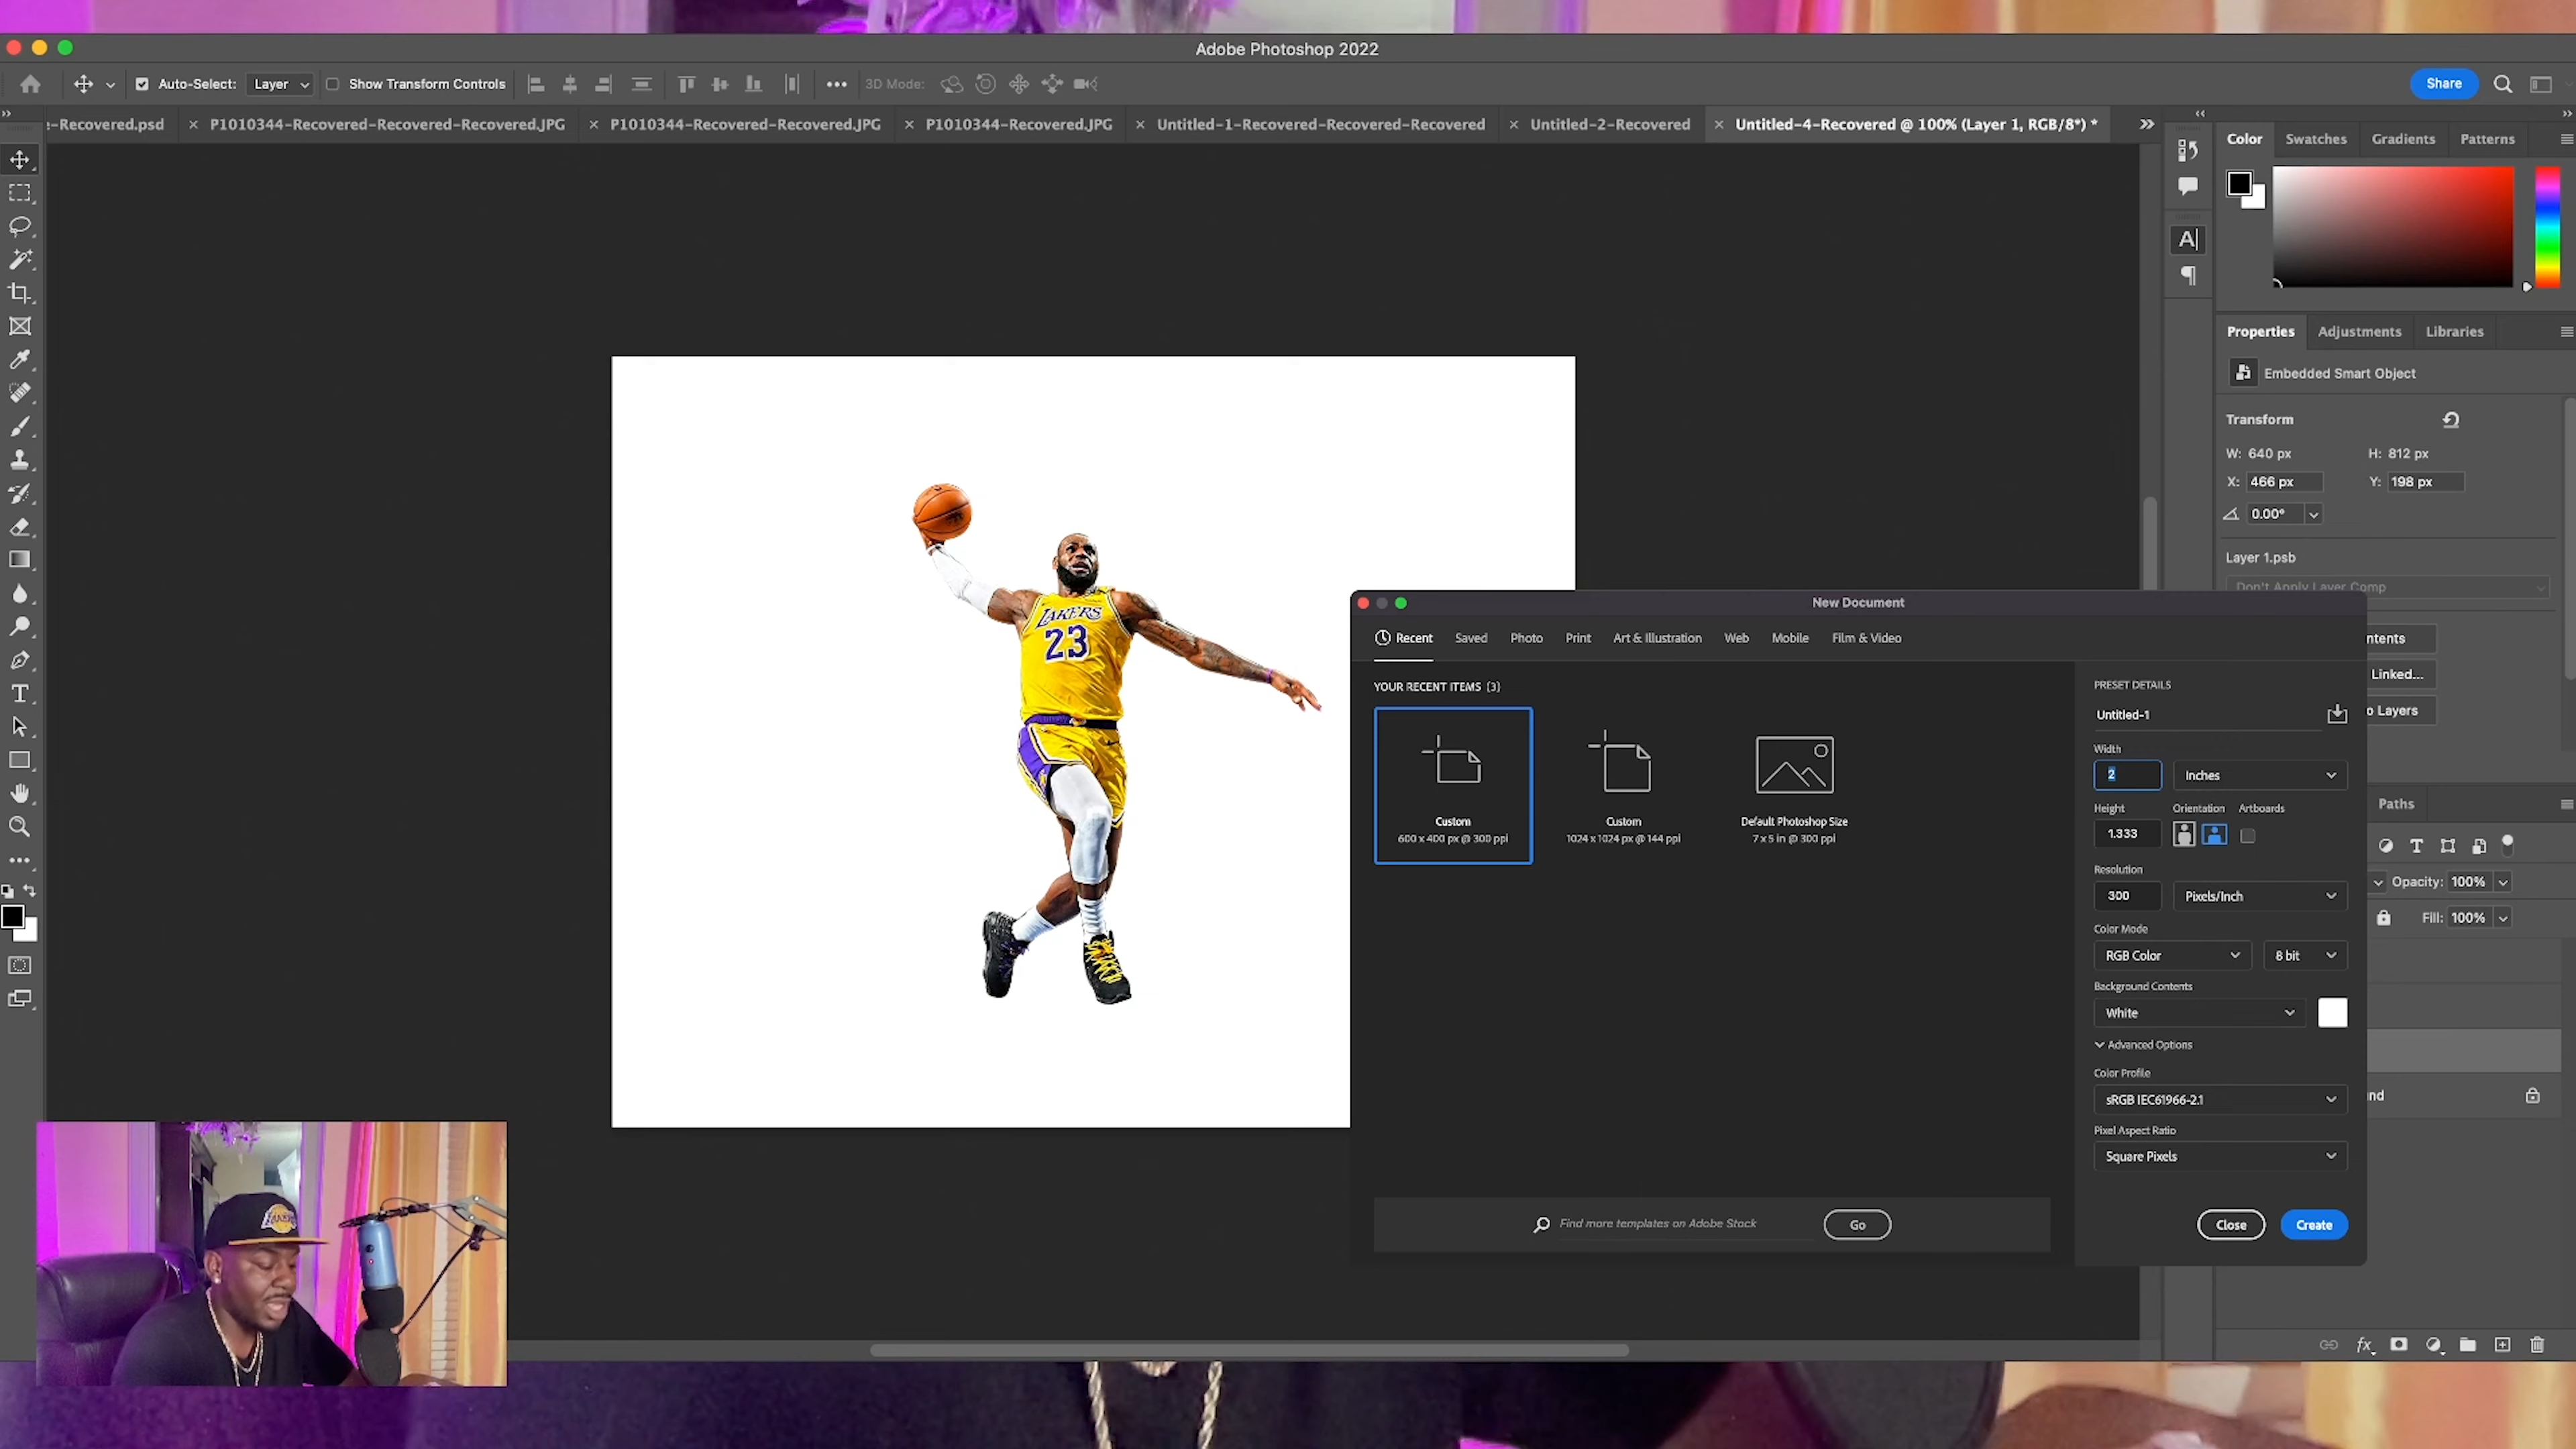 Adobe Photoshop 2022
Auto-Select: Layer Show Transform Controls 3D Mode: Share
e-Recovered.psd × P1010344-Recovered-Recovered-Recovered.JPG × P1010344-Recovered-Recovered.JPG × P1010344-Recovered.JPG × Untitled-1-Recovered-Recovered-Recovered × Untitled-2-Recovered × Untitled-4-Recovered @ 100% (Layer 1, RGB/8*) *
Color Swatches Gradients Patterns
Properties Adjustments Libraries
Embedded Smart Object
Transform
W: 640 px H: 812 px
X: 466 px Y: 198 px
0.00°
Layer 1.psb
Don't Apply Layer Comp
ntents
Linked...
o Layers
Paths
Opacity: 100%
Fill: 100%
nd
LAKERS
23
New Document
Recent Saved Photo Print Art & Illustration Web Mobile Film & Video
YOUR RECENT ITEMS (3)
Custom
600 x 400 px @ 300 ppi
Custom
1024 x 1024 px @ 144 ppi
Default Photoshop Size
7 x 5 in @ 300 ppi
PRESET DETAILS
Untitled-1
Width
2 Inches
Height Orientation Artboards
1.333
Resolution
300 Pixels/Inch
Color Mode
RGB Color 8 bit
Background Contents
White
Advanced Options
Color Profile
sRGB IEC61966-2.1
Pixel Aspect Ratio
Square Pixels
Find more templates on Adobe Stock Go
Close Create
LAKERS
fx